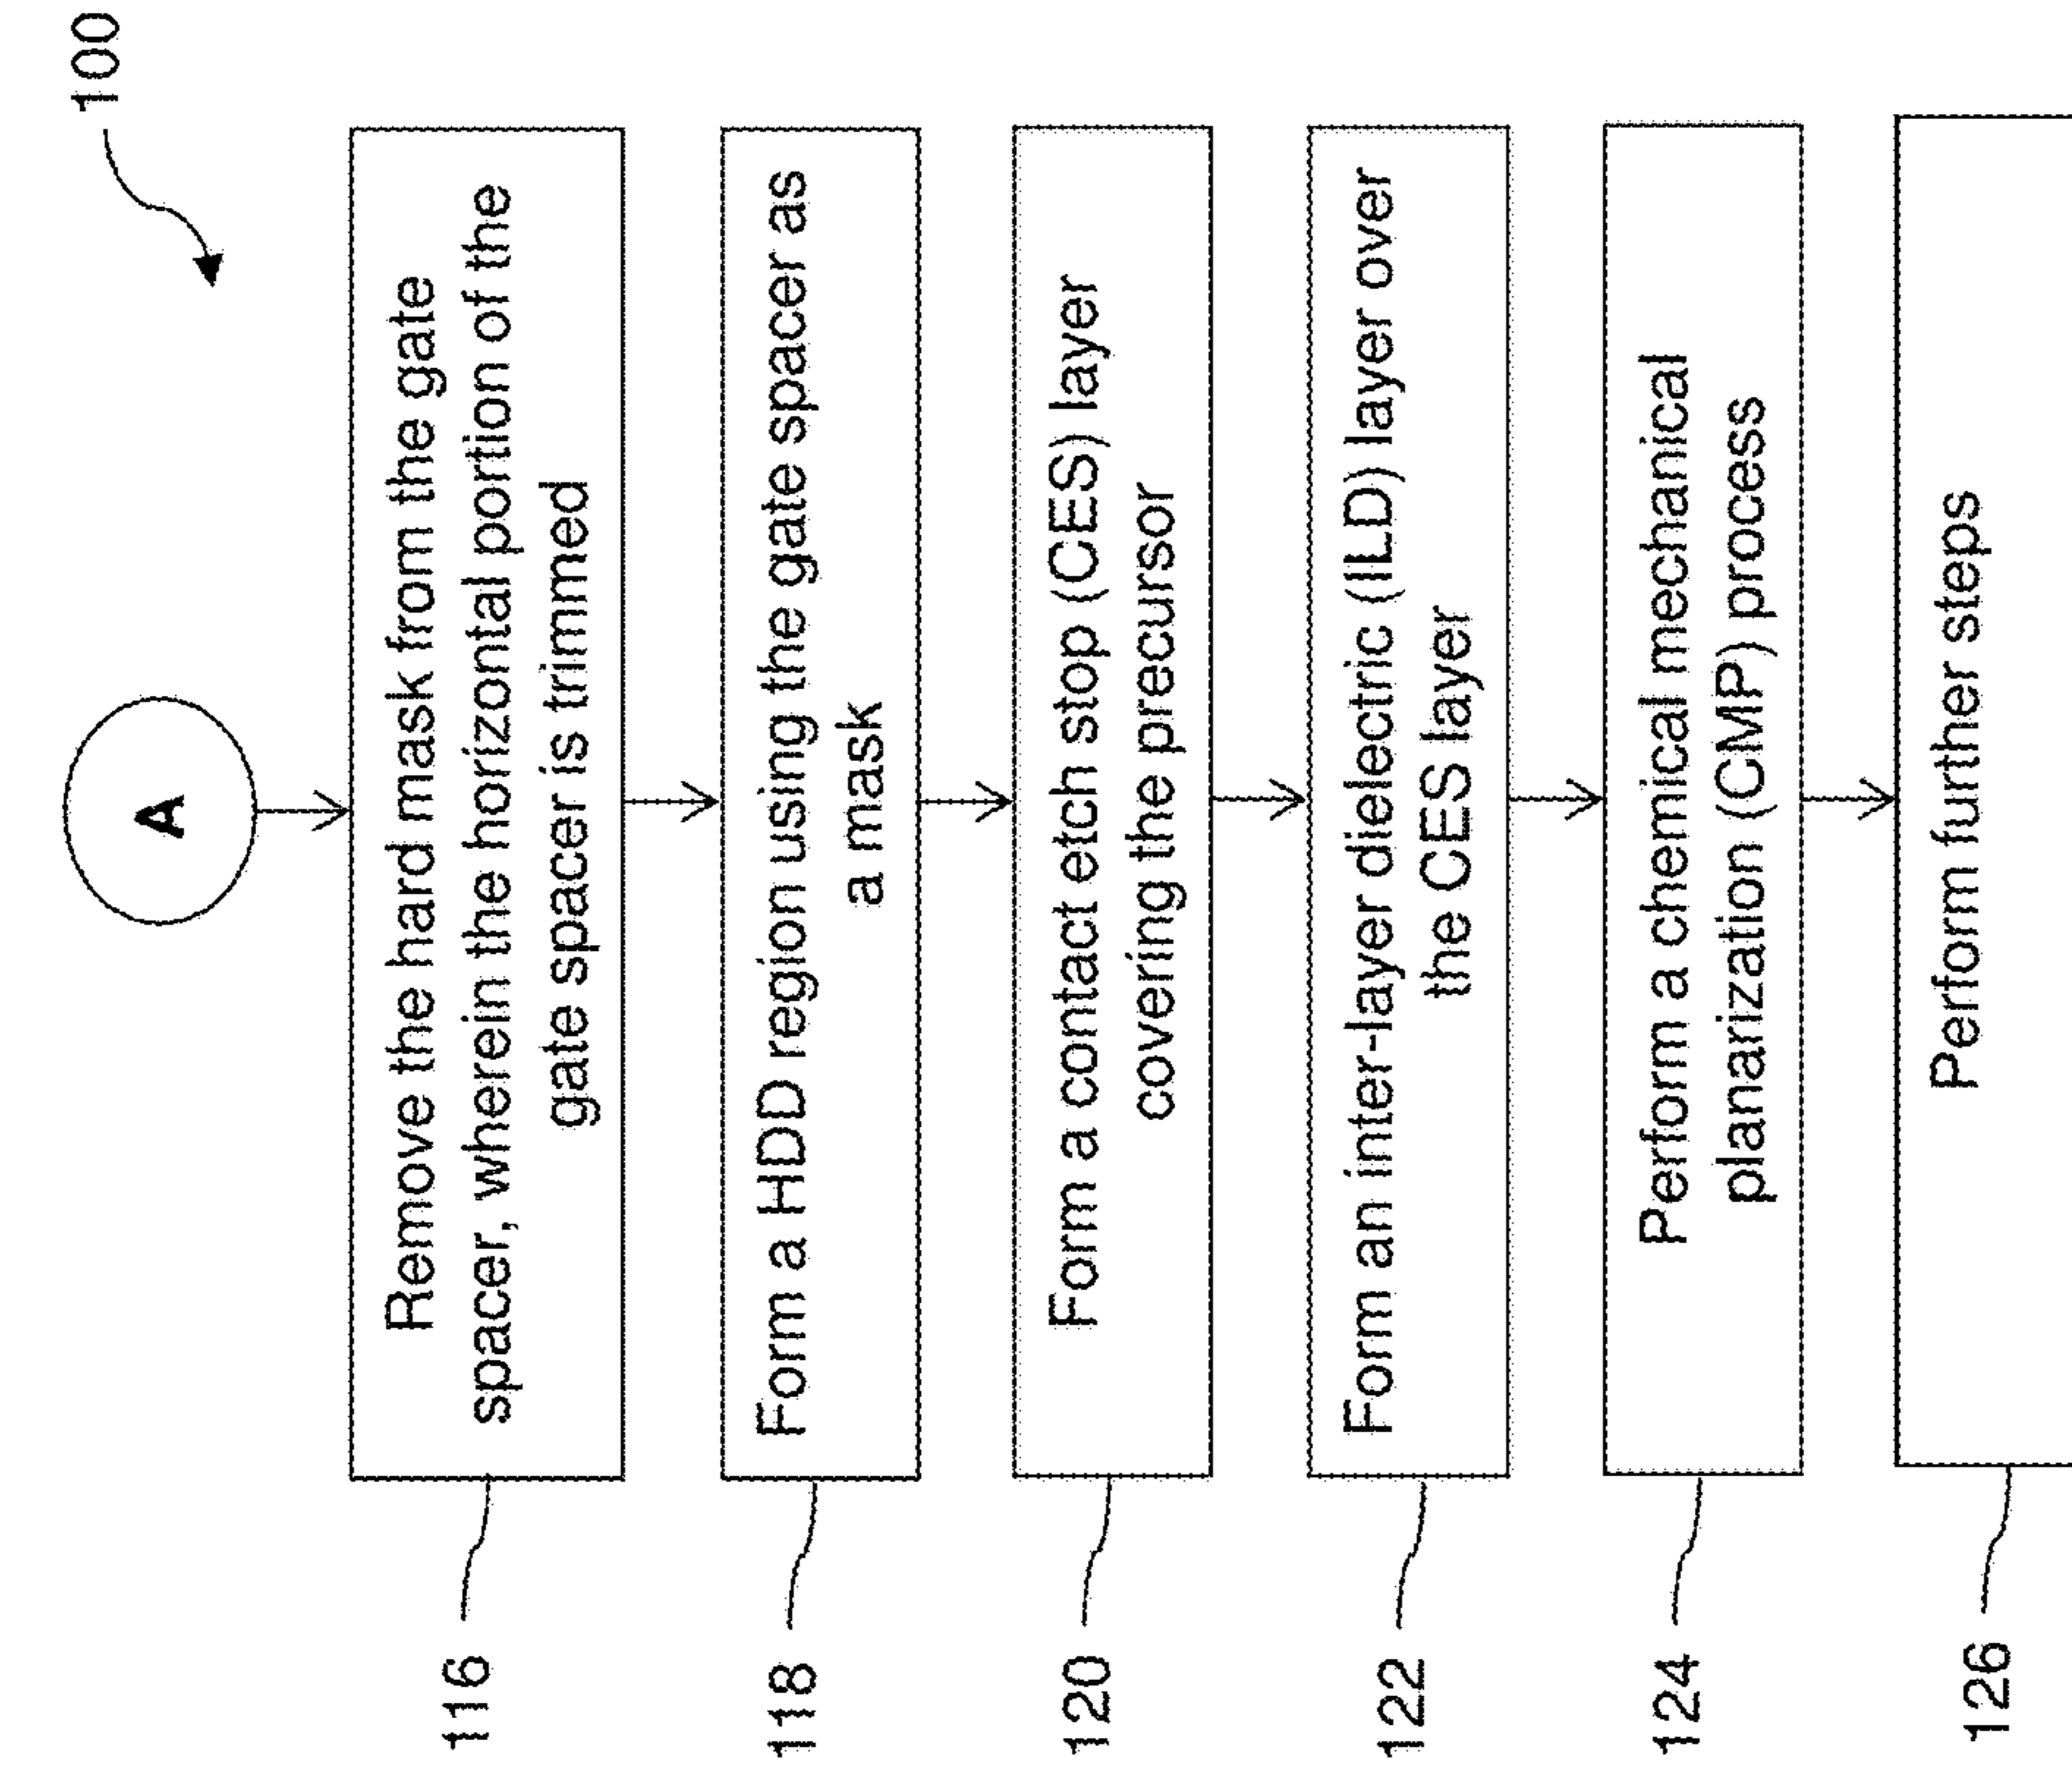 100
A
116
Remove the hard mask from the gate
spacer, wherein the horizontal portion of the
gate spacer is trimmed
118
Form a HDD region using the gate spacer as
a mask
120
Form a contact etch stop (CES) layer
covering the precursor
122
Form an inter-layer dielectric (ILD) layer over
the CES layer
124
Perform a chemical mechanical
planarization (CMP) process
126
Perform further steps